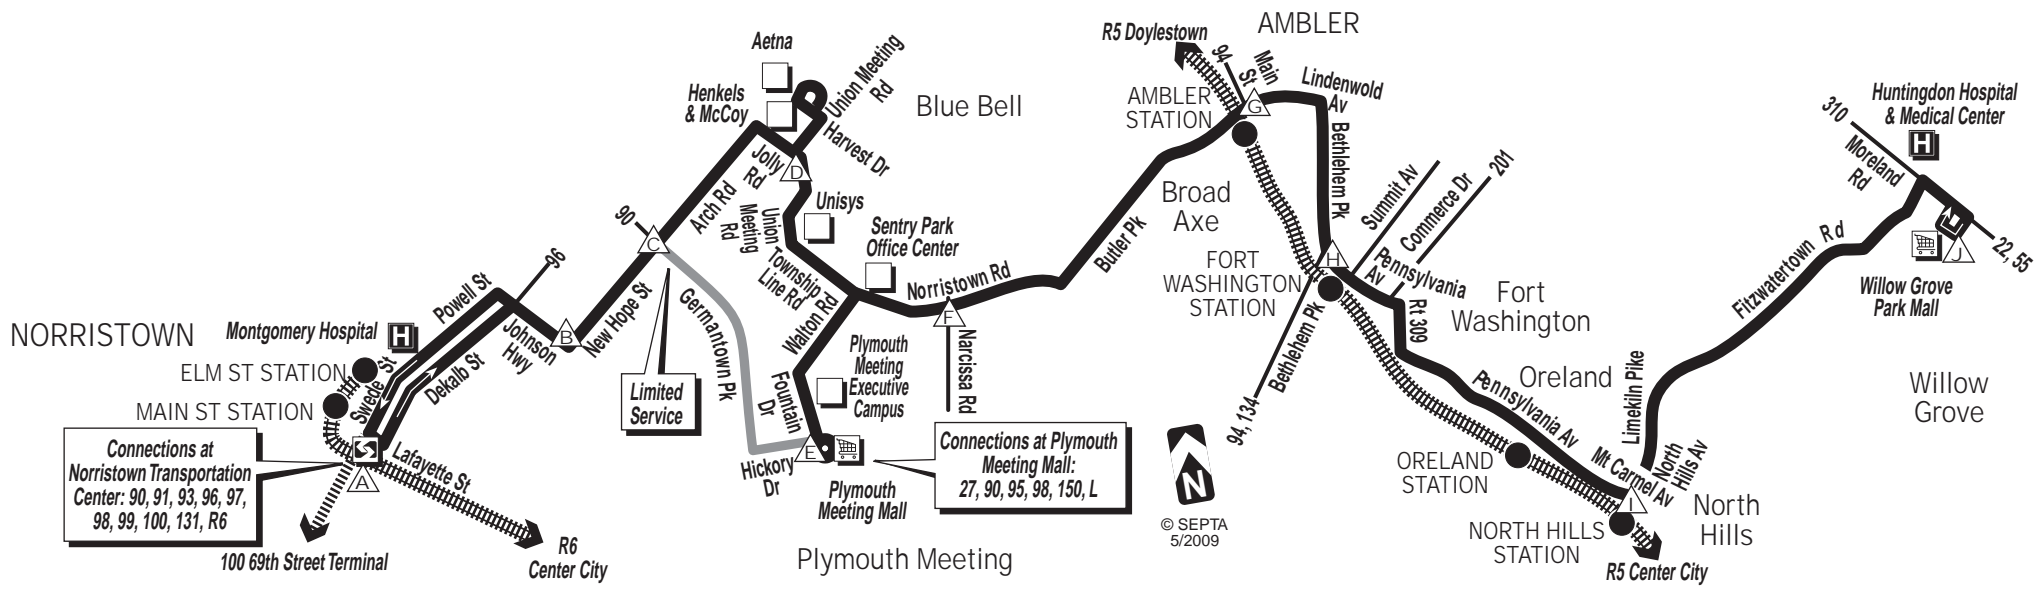 NORRISTOWN
Montgomery Hospital
H
ELM ST STATION
MAIN ST STATION
Connections at
Norristown Transportation
Center: 90, 91, 93, 96, 97,
98, 99, 100, 131, R6
A
100 69th Street Terminal
R6
Center City
Lafayette St
Swede St
Dekalb St
Powell St
Johnson
Hwy
96
B
New Hope St
90
C
Limited
Service
Germantown Pk
Arch Rd
Henkels
& McCoy
Aetna
Union Meeting
Rd
Harvest Dr
Jolly
Rd
D
Unisys
Union
Meeting
Rd
Township
Line Rd
Sentry Park
Office Center
Walton Rd
Fountain
Dr
Plymouth
Meeting
Executive
Campus
Hickory
Dr
E
Plymouth
Meeting Mall
Connections at Plymouth
Meeting Mall:
27, 90, 95, 98, 150, L
Plymouth Meeting
Blue Bell
Norristown Rd
F
Narcissa Rd
Butler Pk
Broad
Axe
R5 Doylestown
94
Main
St
AMBLER
AMBLER
STATION
G
Lindenwold
Av
Bethlehem Pk
Summit Av
Commerce Dr
201
H
FORT
WASHINGTON
STATION
Pennsylvania
Av
Bethlehem Pk
94, 134
Rt 309
Fort
Washington
N
© SEPTA
5/2009
Oreland
Pennsylvania Av
ORELAND
STATION
Mt Carmel Av
I
NORTH HILLS
STATION
R5 Center City
North
Hills
North
Hills Av
Limekiln Pike
Fitzwatertown Rd
310
Moreland
Rd
Huntingdon Hospital
& Medical Center
H
J
22, 55
Willow Grove
Park Mall
Willow
Grove